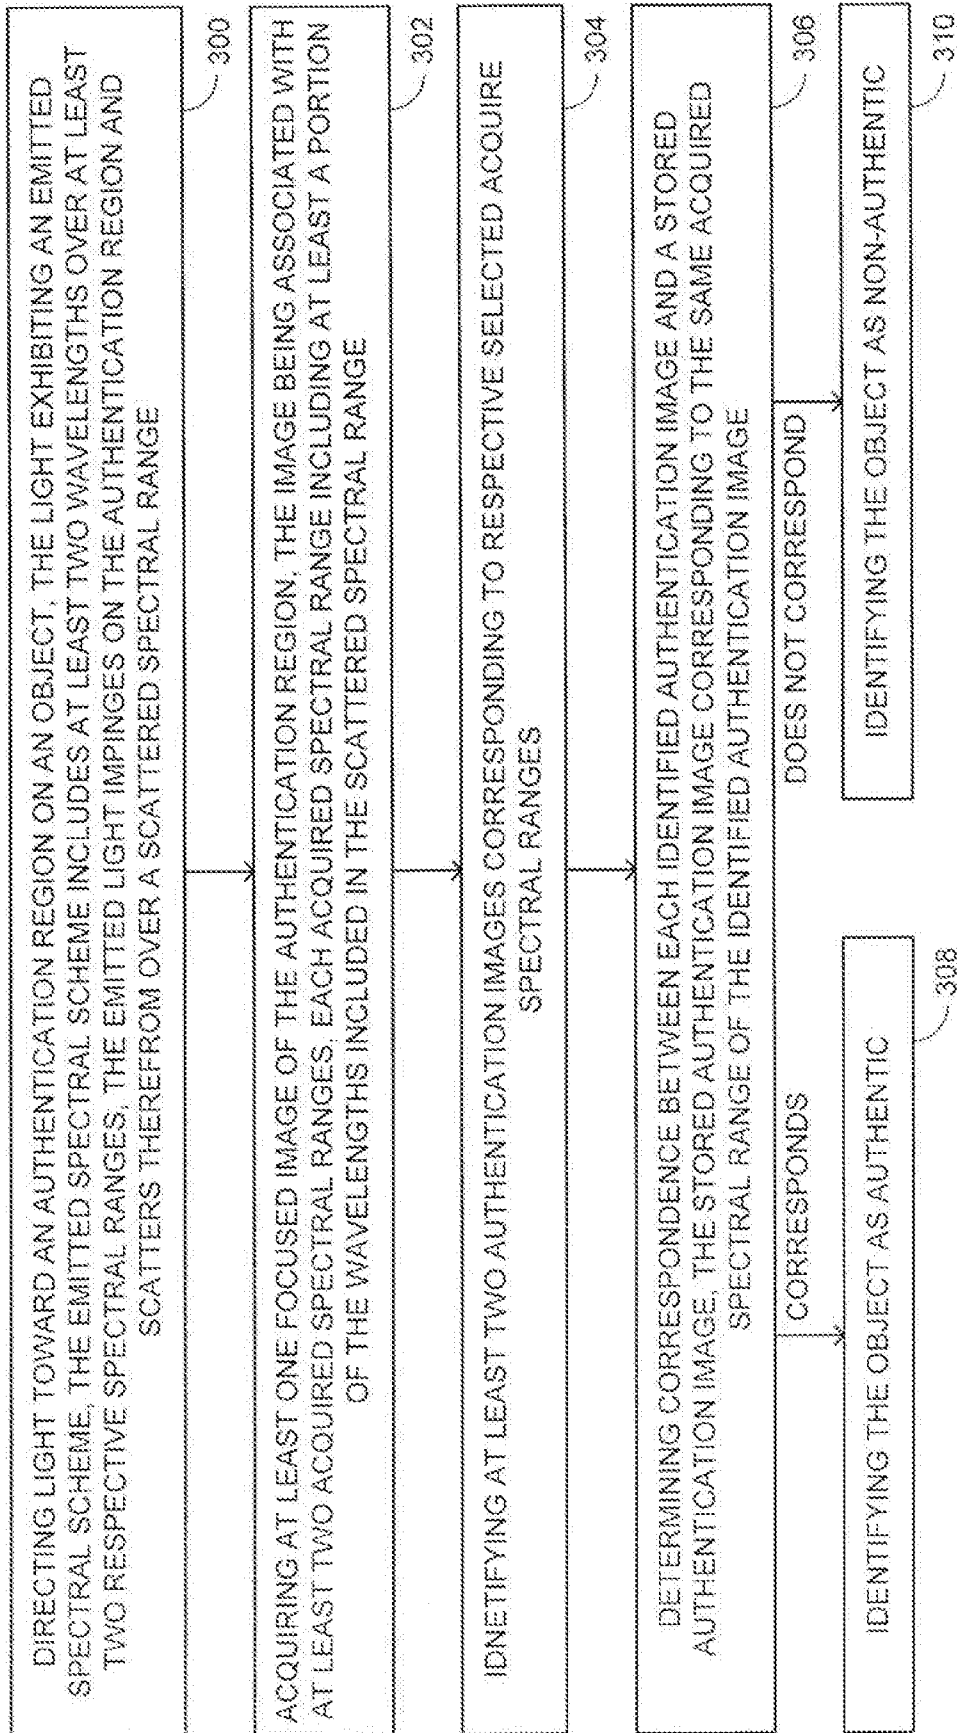 DIRECTING LIGHT TOWARD AN AUTHENTICATION REGION ON AN OBJECT, THE LIGHT EXHIBITING AN EMITTED
SPECTRAL SCHEME, THE EMITTED SPECTRAL SCHEME INCLUDES AT LEAST TWO WAVELENGTHS OVER AT LEAST
TWO RESPECTIVE SPECTRAL RANGES, THE EMITTED LIGHT IMPINGES ON THE AUTHENTICATION REGION AND
SCATTERS THEREFROM OVER A SCATTERED SPECTRAL RANGE
300
ACQUIRING AT LEAST ONE FOCUSED IMAGE OF THE AUTHENTICATION REGION, THE IMAGE BEING ASSOCIATED WITH
AT LEAST TWO ACQUIRED SPECTRAL RANGES, EACH ACQUIRED SPECTRAL RANGE INCLUDING AT LEAST A PORTION
OF THE WAVELENGTHS INCLUDED IN THE SCATTERED SPECTRAL RANGE
302
IDNETIFYING AT LEAST TWO AUTHENTICATION IMAGES CORRESPONDING TO RESPECTIVE SELECTED ACQUIRE
SPECTRAL RANGES
304
DETERMINING CORRESPONDENCE BETWEEN EACH IDENTIFIED AUTHENTICATION IMAGE AND A STORED
AUTHENTICATION IMAGE, THE STORED AUTHENTICATION IMAGE CORRESPONDING TO THE SAME ACQUIRED
SPECTRAL RANGE OF THE IDENTIFIED AUTHENTICATION IMAGE
306
CORRESPONDS
DOES NOT CORRESPOND
IDENTIFYING THE OBJECT AS AUTHENTIC
308
IDENTIFYING THE OBJECT AS NON-AUTHENTIC
310